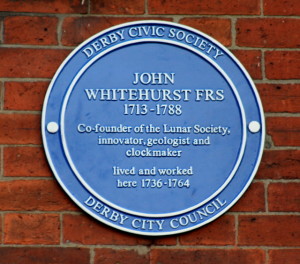 DERBY CIVIC SOCIETY
JOHN
WHITEHURST FRS
1713-1788
Co-founder of the Lunar Society,
innovator, geologist and
clockmaker
lived and worked
here 1736-1764
DERBY CITY COUNCIL